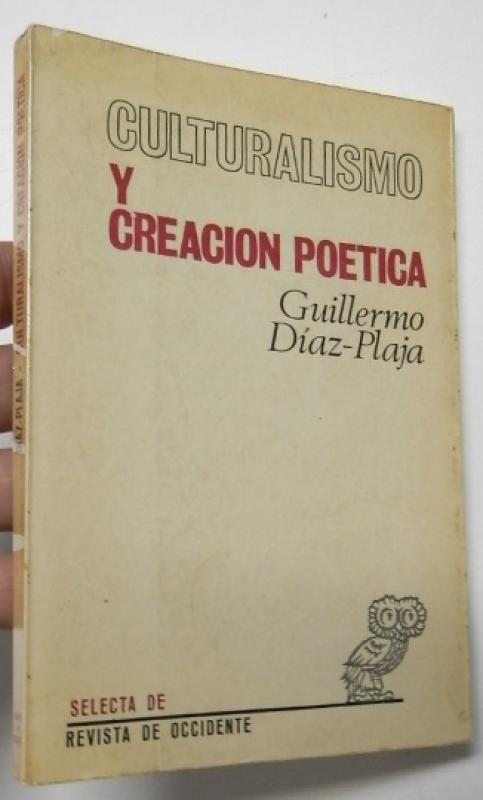 CULTURALISMO
Y
CREACION POETICA
Guillermo
Díaz-Plaja
SELECTA DE
REVISTA DE OCCIDENTE
DIAZ-PLAJA - CULTURALISMO Y CREACION POETICA